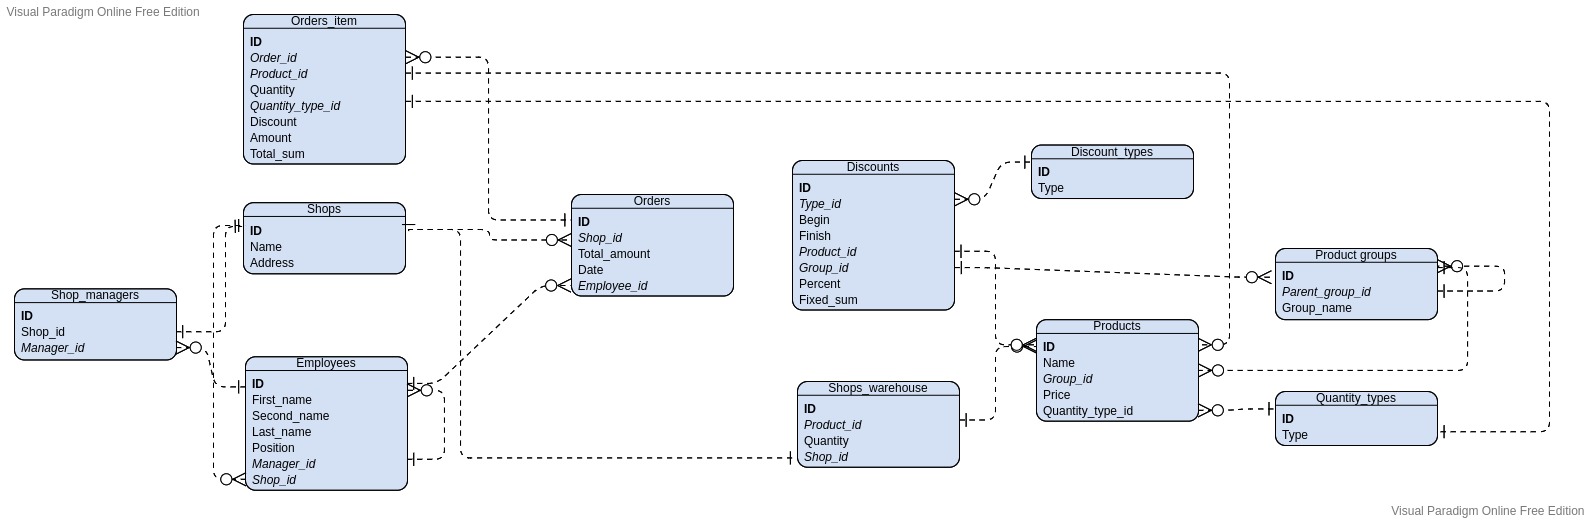 Visual Paradigm Online Free Edition
Orders_item
ID
Order_id
Product_id
Quantity
Quantity_type_id
Discount
Amount
Total_sum
Shops
ID
Name
Address
Shop_managers
ID
Shop_id
Manager_id
Employees
ID
First_name
Second_name
Last_name
Position
Manager_id
Shop_id
Orders
ID
Shop_id
Total_amount
Date
Employee_id
Discounts
ID
Type_id
Begin
Finish
Product_id
Group_id
Percent
Fixed_sum
Discount_types
ID
Type
Shops_warehouse
ID
Product_id
Quantity
Shop_id
Products
ID
Name
Group_id
Price
Quantity_type_id
Product groups
ID
Parent_group_id
Group_name
Quantity_types
ID
Type
Visual Paradigm Online Free Edition